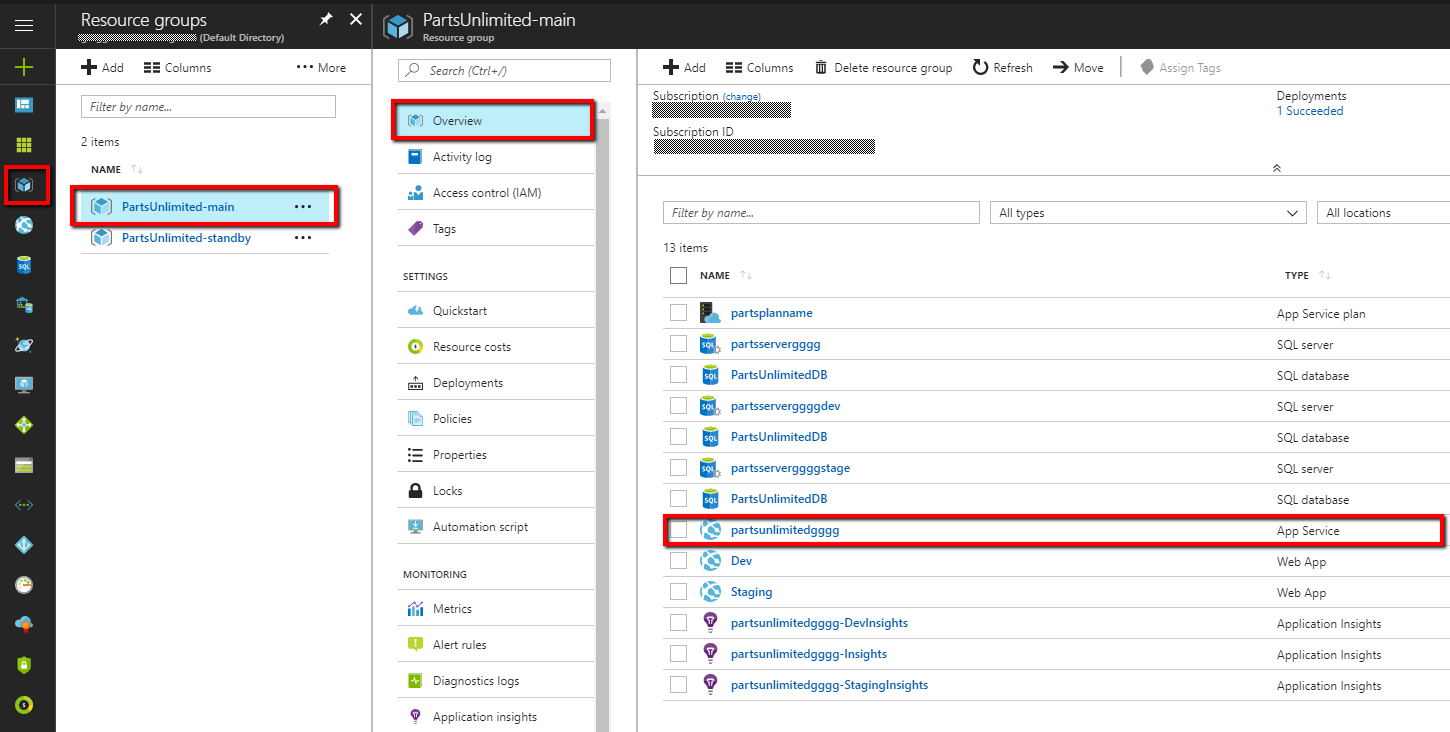 Resource groups
(Default Directory)
Add
Columns
More
Filter by name...
2 items
NAME
PartsUnlimited-main
PartsUnlimited-standby
PartsUnlimited-main
Resource group
Search (Ctrl+/)
Overview
Activity log
Access control (IAM)
Tags
SETTINGS
Quickstart
Resource costs
Deployments
Policies
Properties
Locks
Automation script
MONITORING
Metrics
Alert rules
Diagnostics logs
Application insights
Add
Columns
Delete resource group
Refresh
Move
Assign Tags
Subscription (change)
Subscription ID
Deployments
1 Succeeded
Filter by name...
All types
All locations
13 items
NAME TYPE
partsplanname App Service plan
partsservergggg SQL server
PartsUnlimitedDB SQL database
partsserverggggdev SQL server
PartsUnlimitedDB SQL database
partsserverggggstage SQL server
PartsUnlimitedDB SQL database
partsunlimitedgggg App Service
Dev Web App
Staging Web App
partsunlimitedgggg-DevInsights Application Insights
partsunlimitedgggg-Insights Application Insights
partsunlimitedgggg-StagingInsights Application Insights